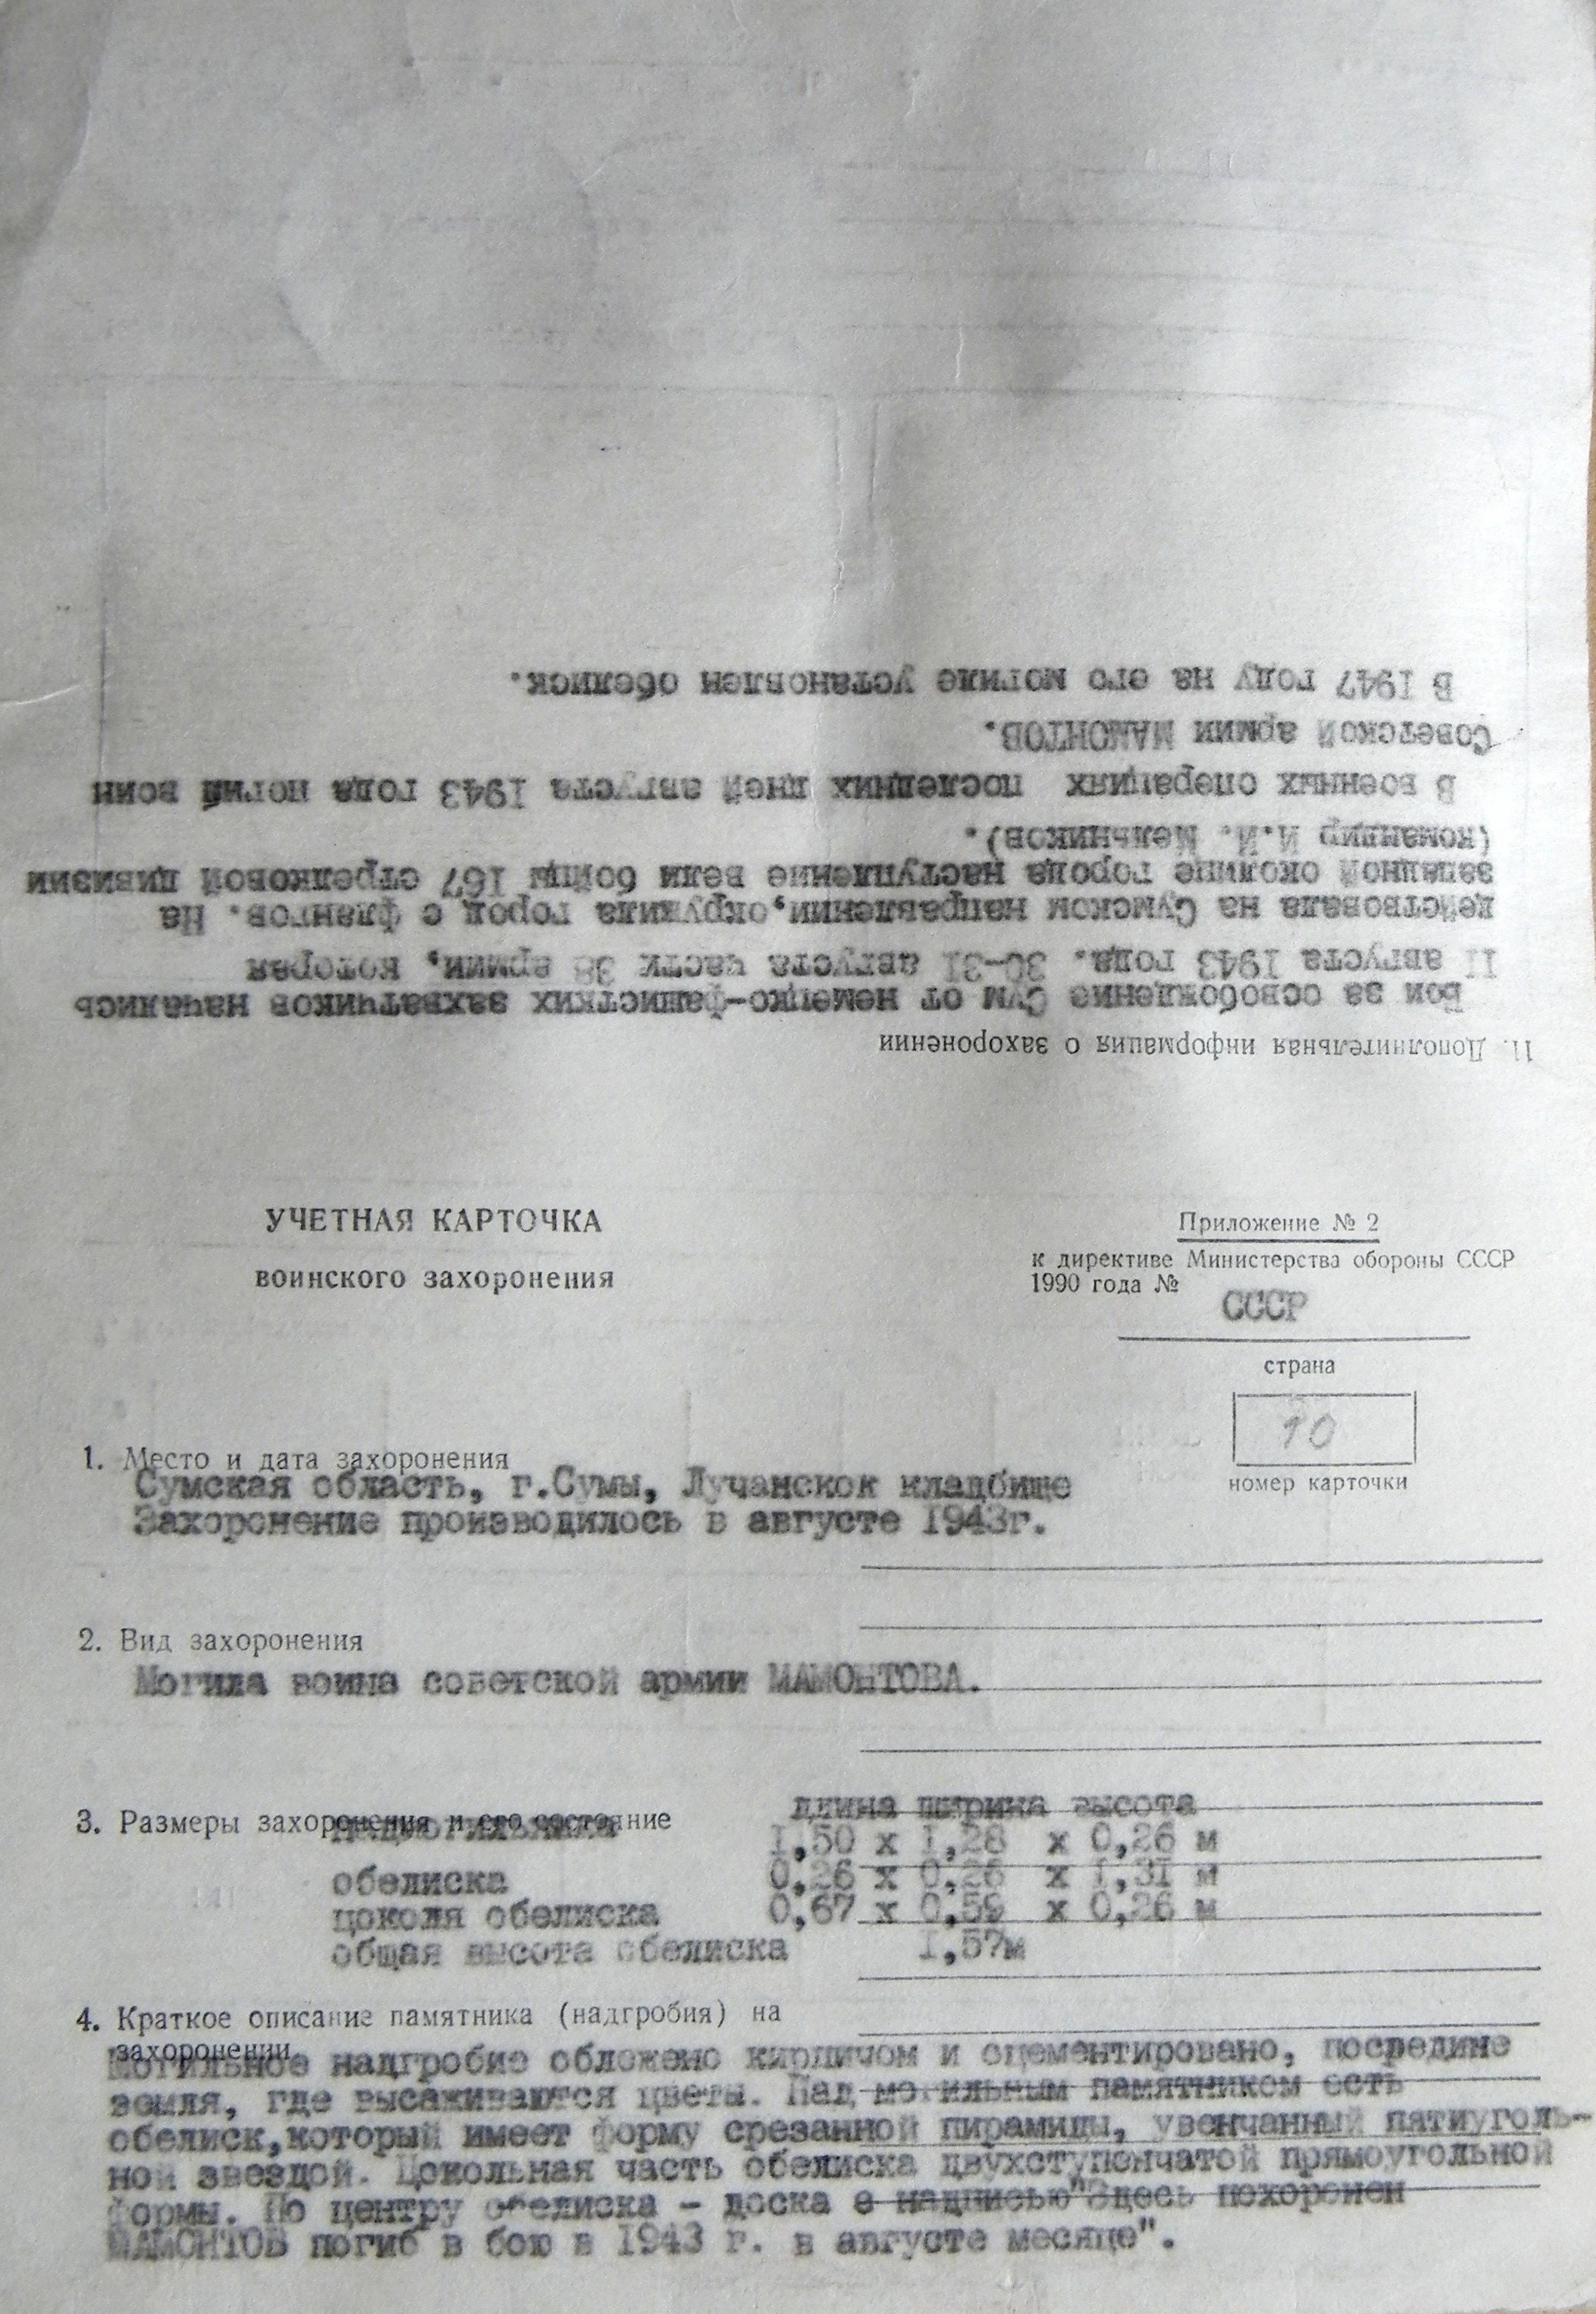 УЧЕТНАЯ КАРТОЧКА
воинского захоронения
Приложение № 2
к директиве Министерства обороны СССР
1990 года №
СССР
страна
10
номер карточки
1. Место и дата захоронения
Сумская область, г.Сумы, Лучанскок кладбище
Захоронение производилось в августе 1943г.
2. Вид захоронения
Могила воина советской армии МАМОНТОВА.
3. Размеры захоронения и его состояние
длина ширина высота
1,50 х 1,28 х 0,26 м
обелиска 0,26 х 0,26 х 1,31 м
цоколя обелиска 0,67 х 0,59 х 0,26 м
общая высота обелиска 1,57м
4. Краткое описание памятника (надгробия) на
захоронении
Могильное надгробие обложено кирпичом и оцементировано, посредине
земля, где высаживаются цветы. Над могильным памятником есть
обелиск,который имеет форму срезанной пирамиды, увенчанный пятиуголь-
ной звездой. Цокольная часть обелиска двухступенчатой прямоугольной
формы. По центру обелиска - доска с надписью"Здесь похоронен
МАМОНТОВ погиб в бою в 1943 г. в августе месяце".
11. Дополнительная информация о захоронении
Бои за освобождение Сум от немецко-фашистких захватчиков начались
11 августа 1943 года. 30-31 августа части 38 армии, которая
действовала на Сумском направлении,окружила город с флангов. На
западной околице города наступление вели бойцы 167 стрелковой дивизии
(командир И.И. Мельников).
В военных операциях последних дней августа 1943 года погиб воин
Советской армии МАМОНТОВ.
В 1947 году на его могиле установлен обелиск.